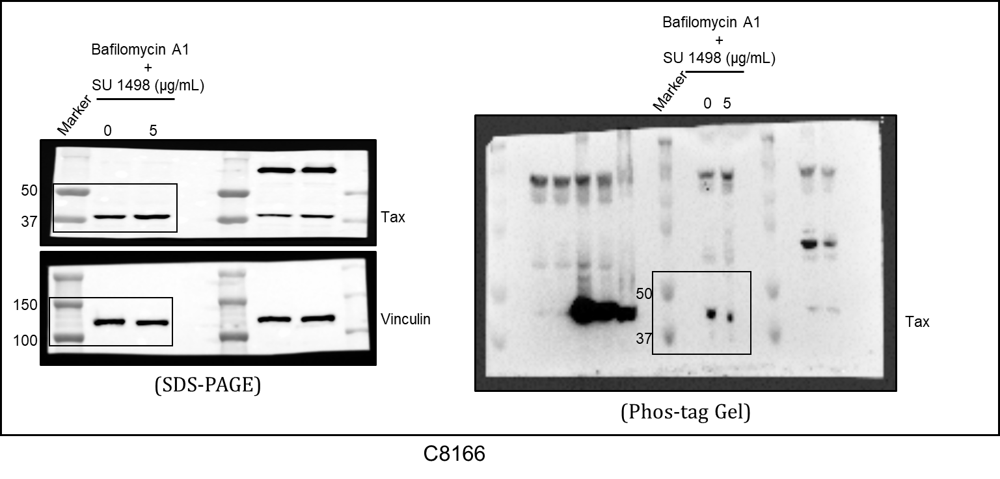 Bafilomycin A1
+
SU 1498 (µg/mL)
Marker
0 5
50
37
Tax
150
100
Vinculin
(SDS-PAGE)
Bafilomycin A1
+
SU 1498 (µg/mL)
Marker
0 5
50
37
Tax
(Phos-tag Gel)
C8166